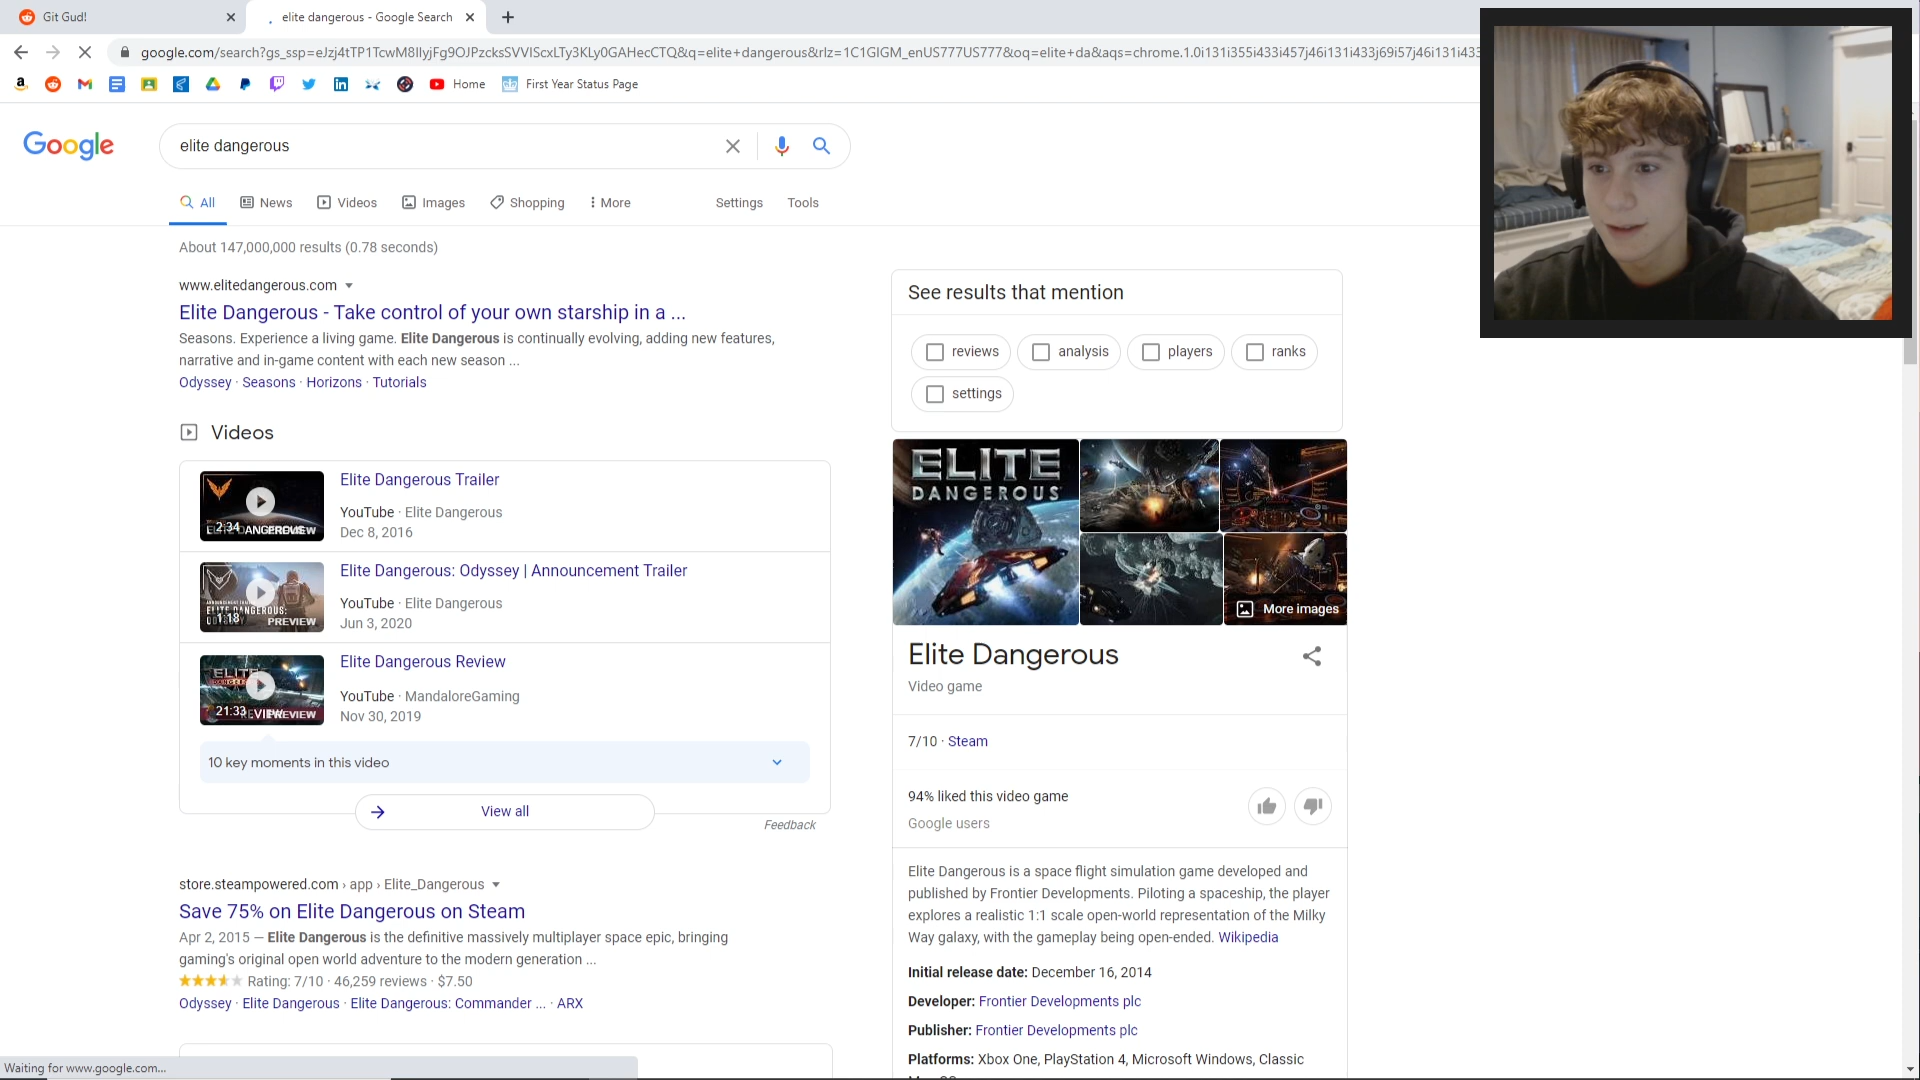 Git Gud!
elite dangerous - Google Search
google.com/search?gs_ssp=eJzj4tTP1TcwM8IlyjFg9OJPzcksSVVIScxLTy3KLy0GAHecCTQ&q=elite+dangerous&rlz=1C1GIGM_enUS777US777&oq=elite+da&aqs=chrome.1.0i131i355i433i457j46i131i433j69i57j46i131i433
Home
First Year Status Page
Google
elite dangerous
All
News
Videos
Images
Shopping
More
Settings
Tools
About 147,000,000 results (0.78 seconds)
www.elitedangerous.com
Elite Dangerous - Take control of your own starship in a ...
Seasons. Experience a living game. Elite Dangerous is continually evolving, adding new features,
narrative and in-game content with each new season ...
Odyssey · Seasons · Horizons · Tutorials
Videos
2:34
PREVIEW
Elite Dangerous Trailer
YouTube · Elite Dangerous
Dec 8, 2016
ELITE DANGEROUS:
1:18
PREVIEW
Elite Dangerous: Odyssey | Announcement Trailer
YouTube · Elite Dangerous
Jun 3, 2020
21:33
PREVIEW
Elite Dangerous Review
YouTube · MandaloreGaming
Nov 30, 2019
10 key moments in this video
View all
Feedback
store.steampowered.com › app › Elite_Dangerous
Save 75% on Elite Dangerous on Steam
Apr 2, 2015 — Elite Dangerous is the definitive massively multiplayer space epic, bringing
gaming's original open world adventure to the modern generation ...
Rating: 7/10 · 46,259 reviews · $7.50
Odyssey · Elite Dangerous · Elite Dangerous: Commander ... · ARX
See results that mention
reviews
analysis
players
ranks
settings
ELITE
DANGEROUS
More images
Elite Dangerous
Video game
7/10 · Steam
94% liked this video game
Google users
Elite Dangerous is a space flight simulation game developed and
published by Frontier Developments. Piloting a spaceship, the player
explores a realistic 1:1 scale open-world representation of the Milky
Way galaxy, with the gameplay being open-ended. Wikipedia
Initial release date: December 16, 2014
Developer: Frontier Developments plc
Publisher: Frontier Developments plc
Platforms: Xbox One, PlayStation 4, Microsoft Windows, Classic
Waiting for www.google.com...